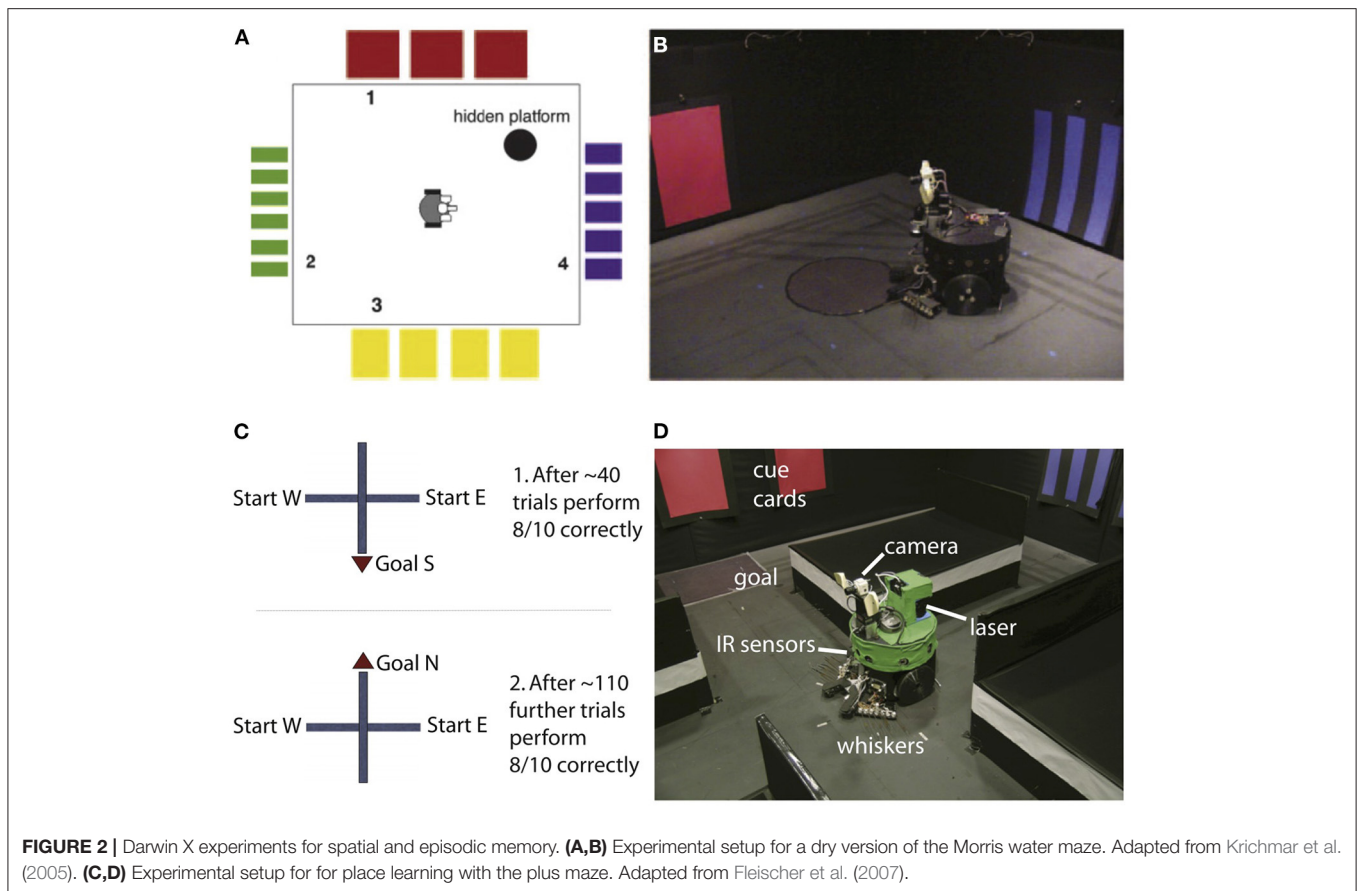 A
1
hidden platform
2
4
3
B
C
Start W
Start E
Goal S
1. After ~40
trials perform
8/10 correctly
Goal N
Start W
Start E
2. After ~110
further trials
perform
8/10 correctly
D
cue
cards
camera
goal
laser
IR sensors
whiskers
FIGURE 2 | Darwin X experiments for spatial and episodic memory. (A,B) Experimental setup for a dry version of the Morris water maze. Adapted from Krichmar et al.
(2005). (C,D) Experimental setup for for place learning with the plus maze. Adapted from Fleischer et al. (2007).